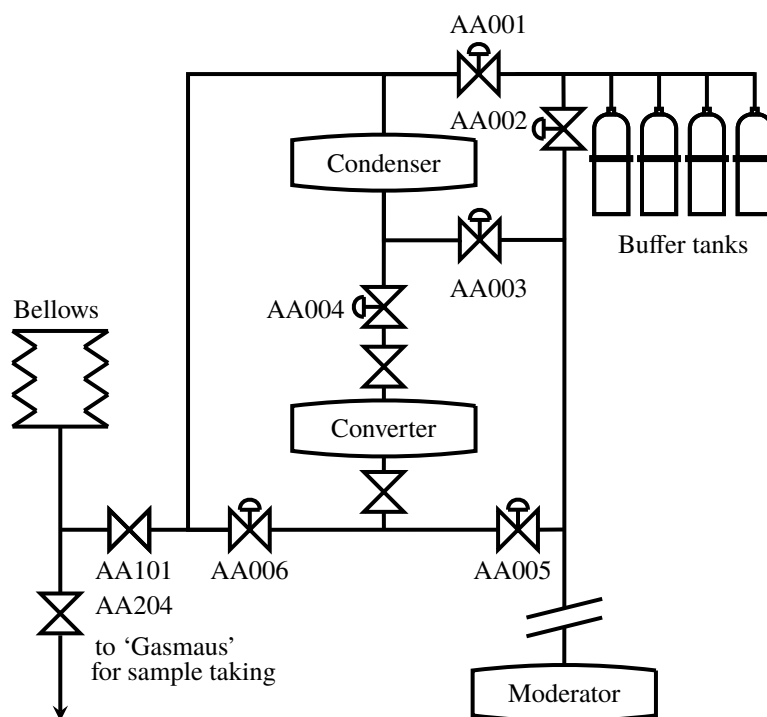 AA001
AA002
Condenser
Buffer tanks
AA003
AA004
Bellows
Converter
AA101
AA006
AA005
AA204
to ‘Gasmaus’
for sample taking
Moderator